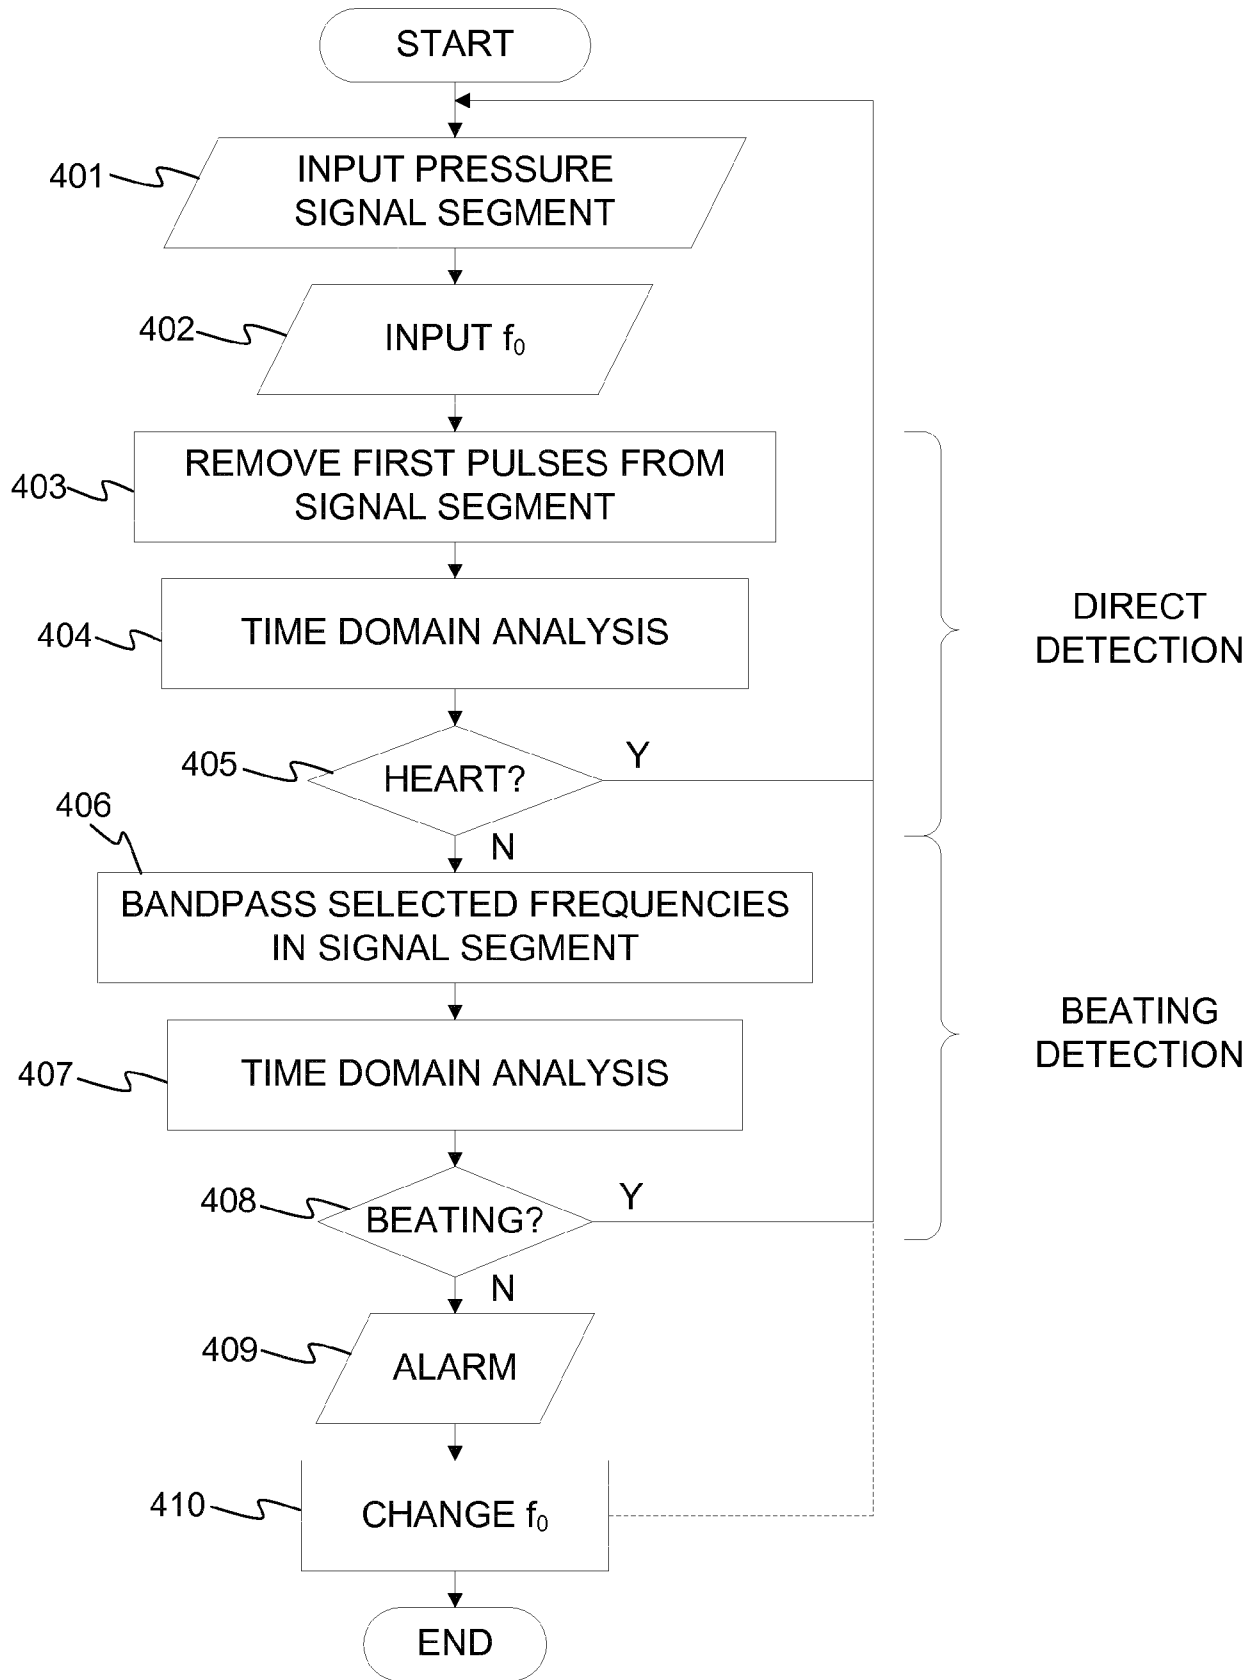 START
401
INPUT PRESSURE
SIGNAL SEGMENT
402
INPUT f₀
403
REMOVE FIRST PULSES FROM
SIGNAL SEGMENT
404
TIME DOMAIN ANALYSIS
DIRECT
DETECTION
405
HEART?
Y
N
406
BANDPASS SELECTED FREQUENCIES
IN SIGNAL SEGMENT
407
TIME DOMAIN ANALYSIS
BEATING
DETECTION
408
BEATING?
Y
N
409
ALARM
410
CHANGE f₀
END